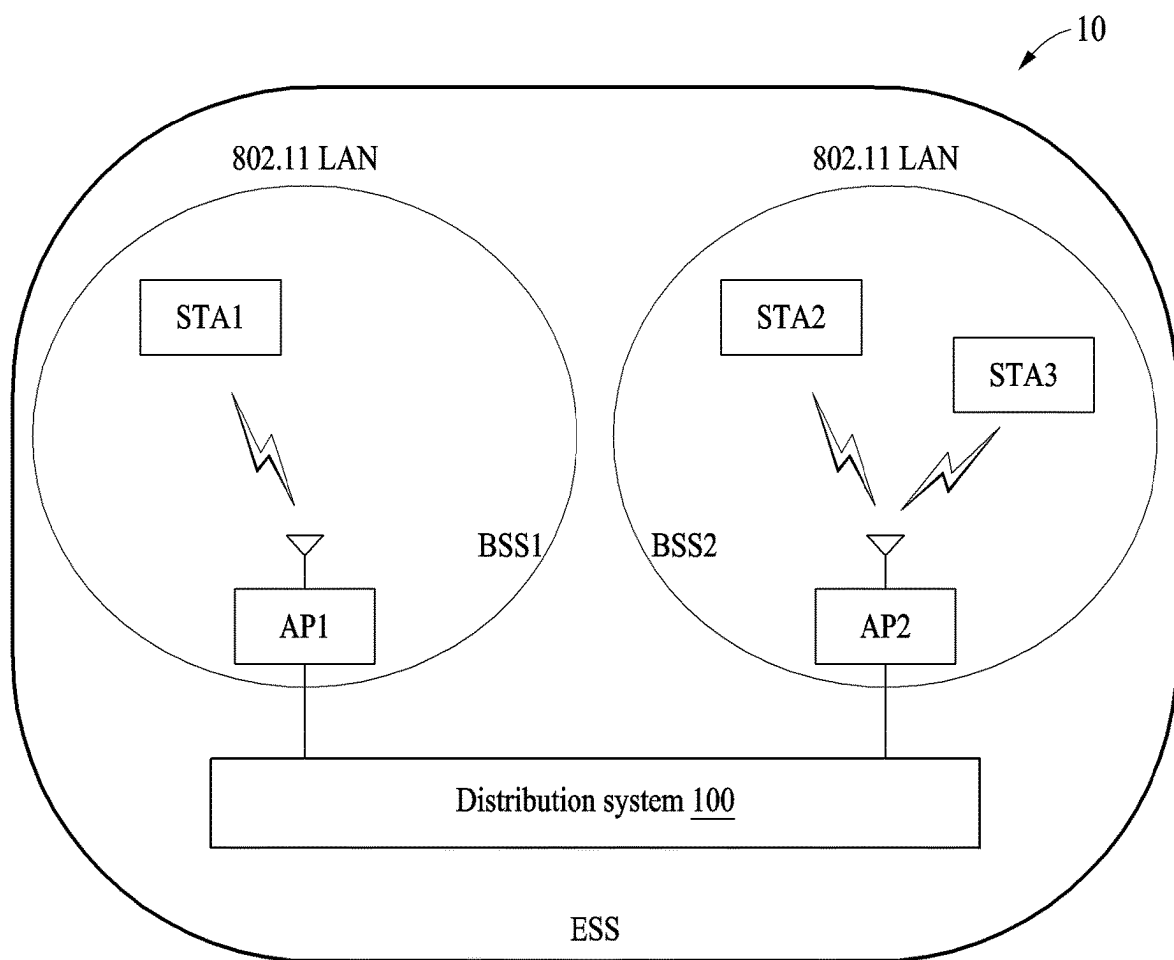 10
802.11 LAN
802.11 LAN
STA1
STA2
STA3
BSS1
BSS2
AP1
AP2
Distribution system 100
ESS